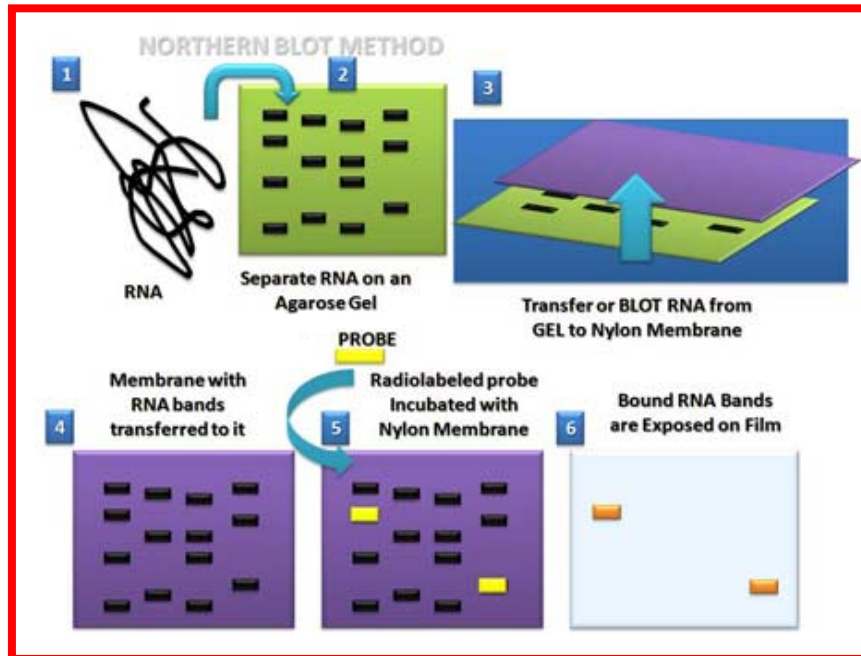 NORTHERN BLOT METHOD
1
2
3
RNA
Separate RNA on an
Agarose Gel
Transfer or BLOT RNA from
GEL to Nylon Membrane
PROBE
Membrane with
RNA bands
transferred to it
4
Radiolabeled probe
Incubated with
Nylon Membrane
5
Bound RNA Bands
are Exposed on Film
6